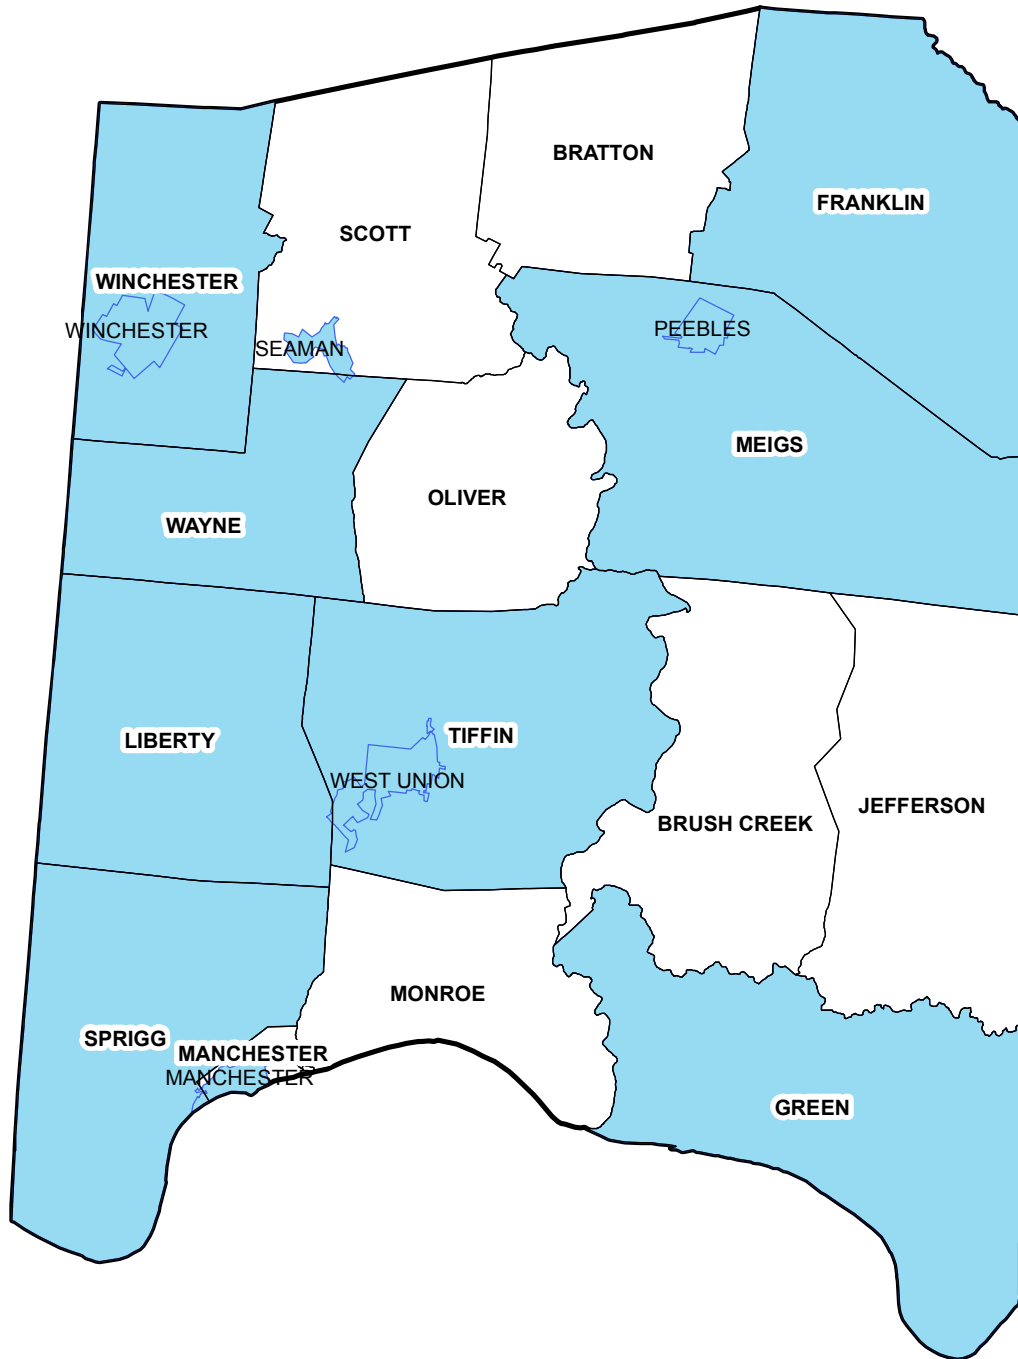 BRATTON
FRANKLIN
SCOTT
WINCHESTER
WINCHESTER
SEAMAN
PEEBLES
MEIGS
OLIVER
WAYNE
LIBERTY
TIFFIN
WEST UNION
BRUSH CREEK
JEFFERSON
MONROE
SPRIGG
MANCHESTER
MANCHESTER
GREEN